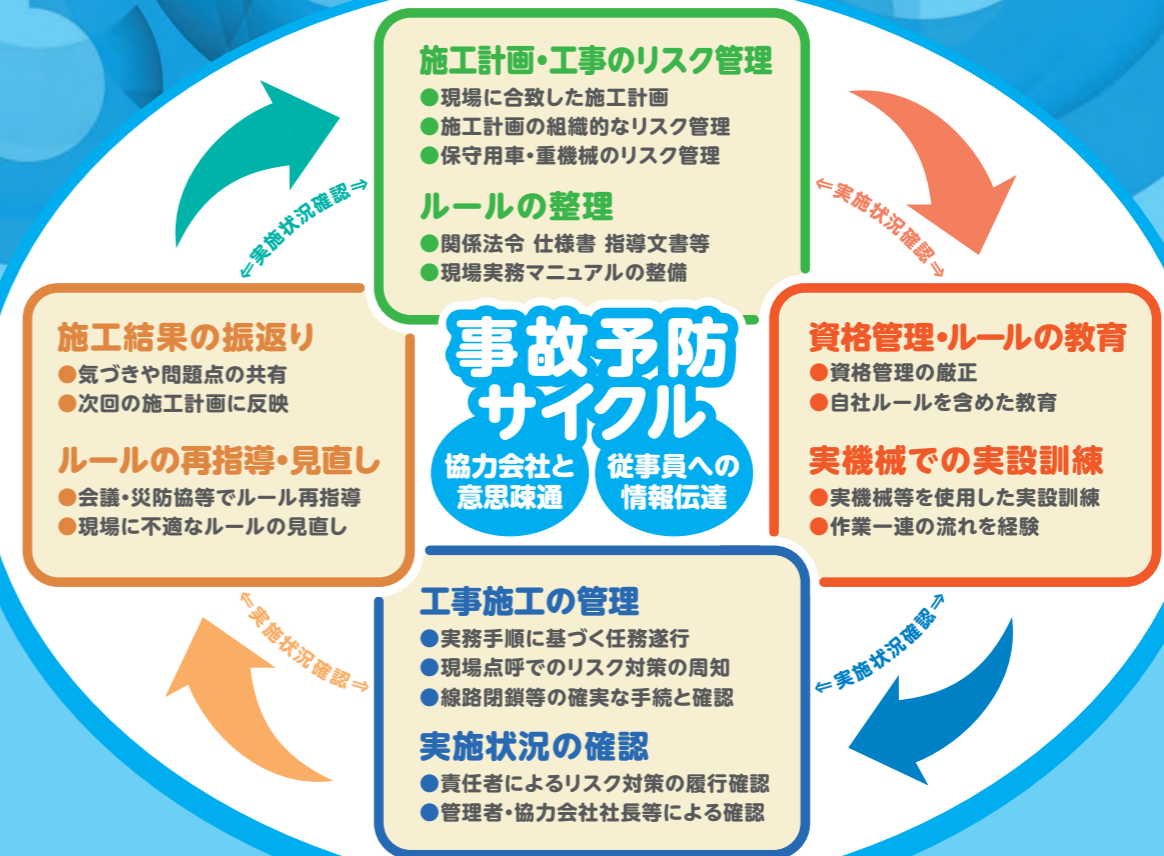 施工計画・工事のリスク管理
●現場に合致した施工計画
●施工計画の組織的なリスク管理
●保守用車・重機械のリスク管理
ルールの整理
●関係法令 仕様書 指導文書等
●現場実務マニュアルの整備
⇐実施状況確認⇒
⇐実施状況確認⇒
事故予防
サイクル
協力会社と
意思疎通
従事員への
情報伝達
資格管理・ルールの教育
●資格管理の厳正
●自社ルールを含めた教育
実機械での実設訓練
●実機械等を使用した実設訓練
●作業一連の流れを経験
⇐実施状況確認⇒
工事施工の管理
●実務手順に基づく任務遂行
●現場点呼でのリスク対策の周知
●線路閉鎖等の確実な手続と確認
実施状況の確認
●責任者によるリスク対策の履行確認
●管理者・協力会社社長等による確認
⇐実施状況確認⇒
施工結果の振返り
●気づきや問題点の共有
●次回の施工計画に反映
ルールの再指導・見直し
●会議・災防協等でルール再指導
●現場に不適なルールの見直し